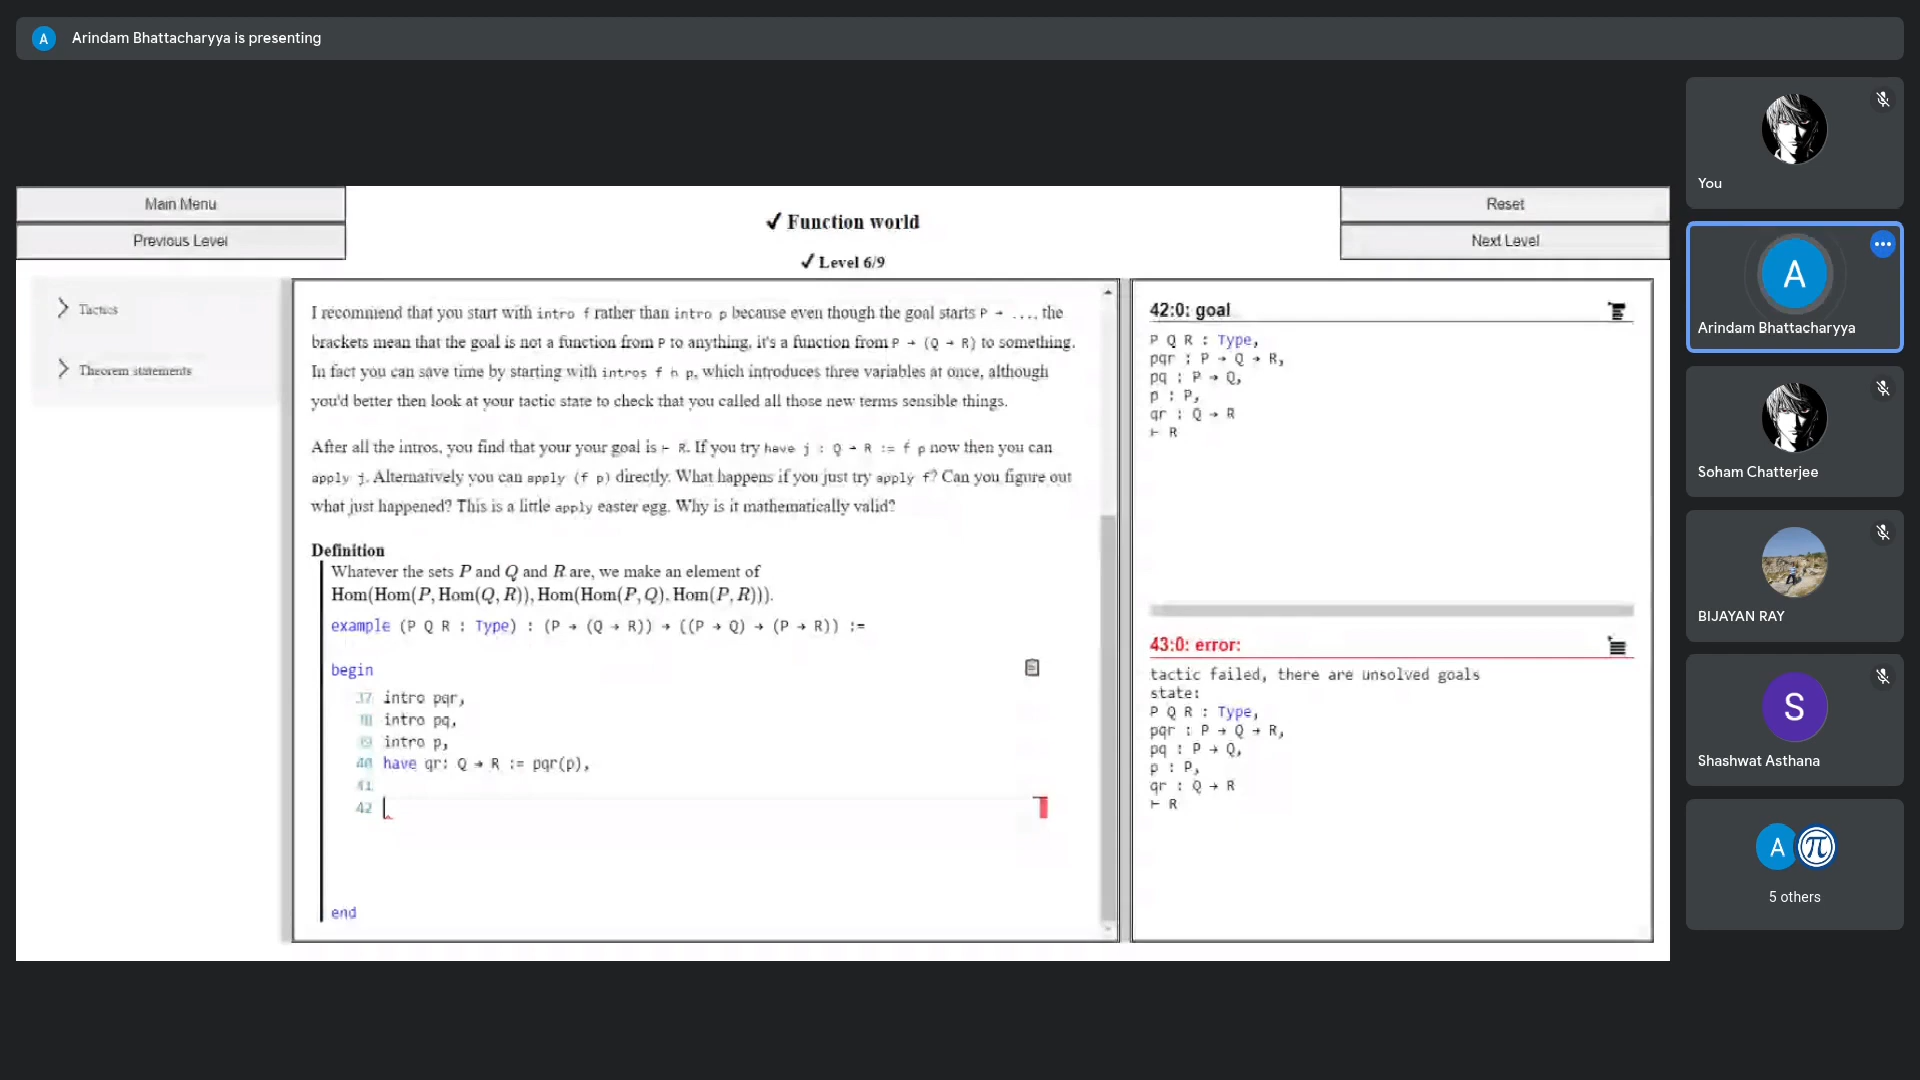 A Arindam Bhattacharyya is presenting
Main Menu
Previous Level
✓ Function world
✓ Level 6/9
Reset
Next Level
Tactics
Theorem statements
I recommend that you start with intro f rather than intro p because even though the goal starts P → ..., the
brackets mean that the goal is not a function from P to anything, it's a function from P → (Q → R) to something.
In fact you can save time by starting with intros f h p, which introduces three variables at once, although
you'd better then look at your tactic state to check that you called all those new terms sensible things.
After all the intros, you find that your your goal is ⊢ R. If you try have j : Q → R := f p now then you can
apply j. Alternatively you can apply (f p) directly. What happens if you just try apply f? Can you figure out
what just happened? This is a little apply easter egg. Why is it mathematically valid?
Definition
Whatever the sets P and Q and R are, we make an element of
Hom(Hom(P, Hom(Q, R)), Hom(Hom(P, Q), Hom(P, R))).
example (P Q R : Type) : (P → (Q → R)) → ((P → Q) → (P → R)) :=
begin
37 intro pqr,
38 intro pq,
39 intro p,
40 have qr: Q → R := pqr(p),
41
42
end
42:0: goal
P Q R : Type,
pqr : P → Q → R,
pq : P → Q,
p : P,
qr : Q → R
⊢ R
43:0: error:
tactic failed, there are unsolved goals
state:
P Q R : Type,
pqr : P → Q → R,
pq : P → Q,
p : P,
qr : Q → R
⊢ R
You
A
Arindam Bhattacharyya
Soham Chatterjee
BIJAYAN RAY
S
Shashwat Asthana
A π
5 others